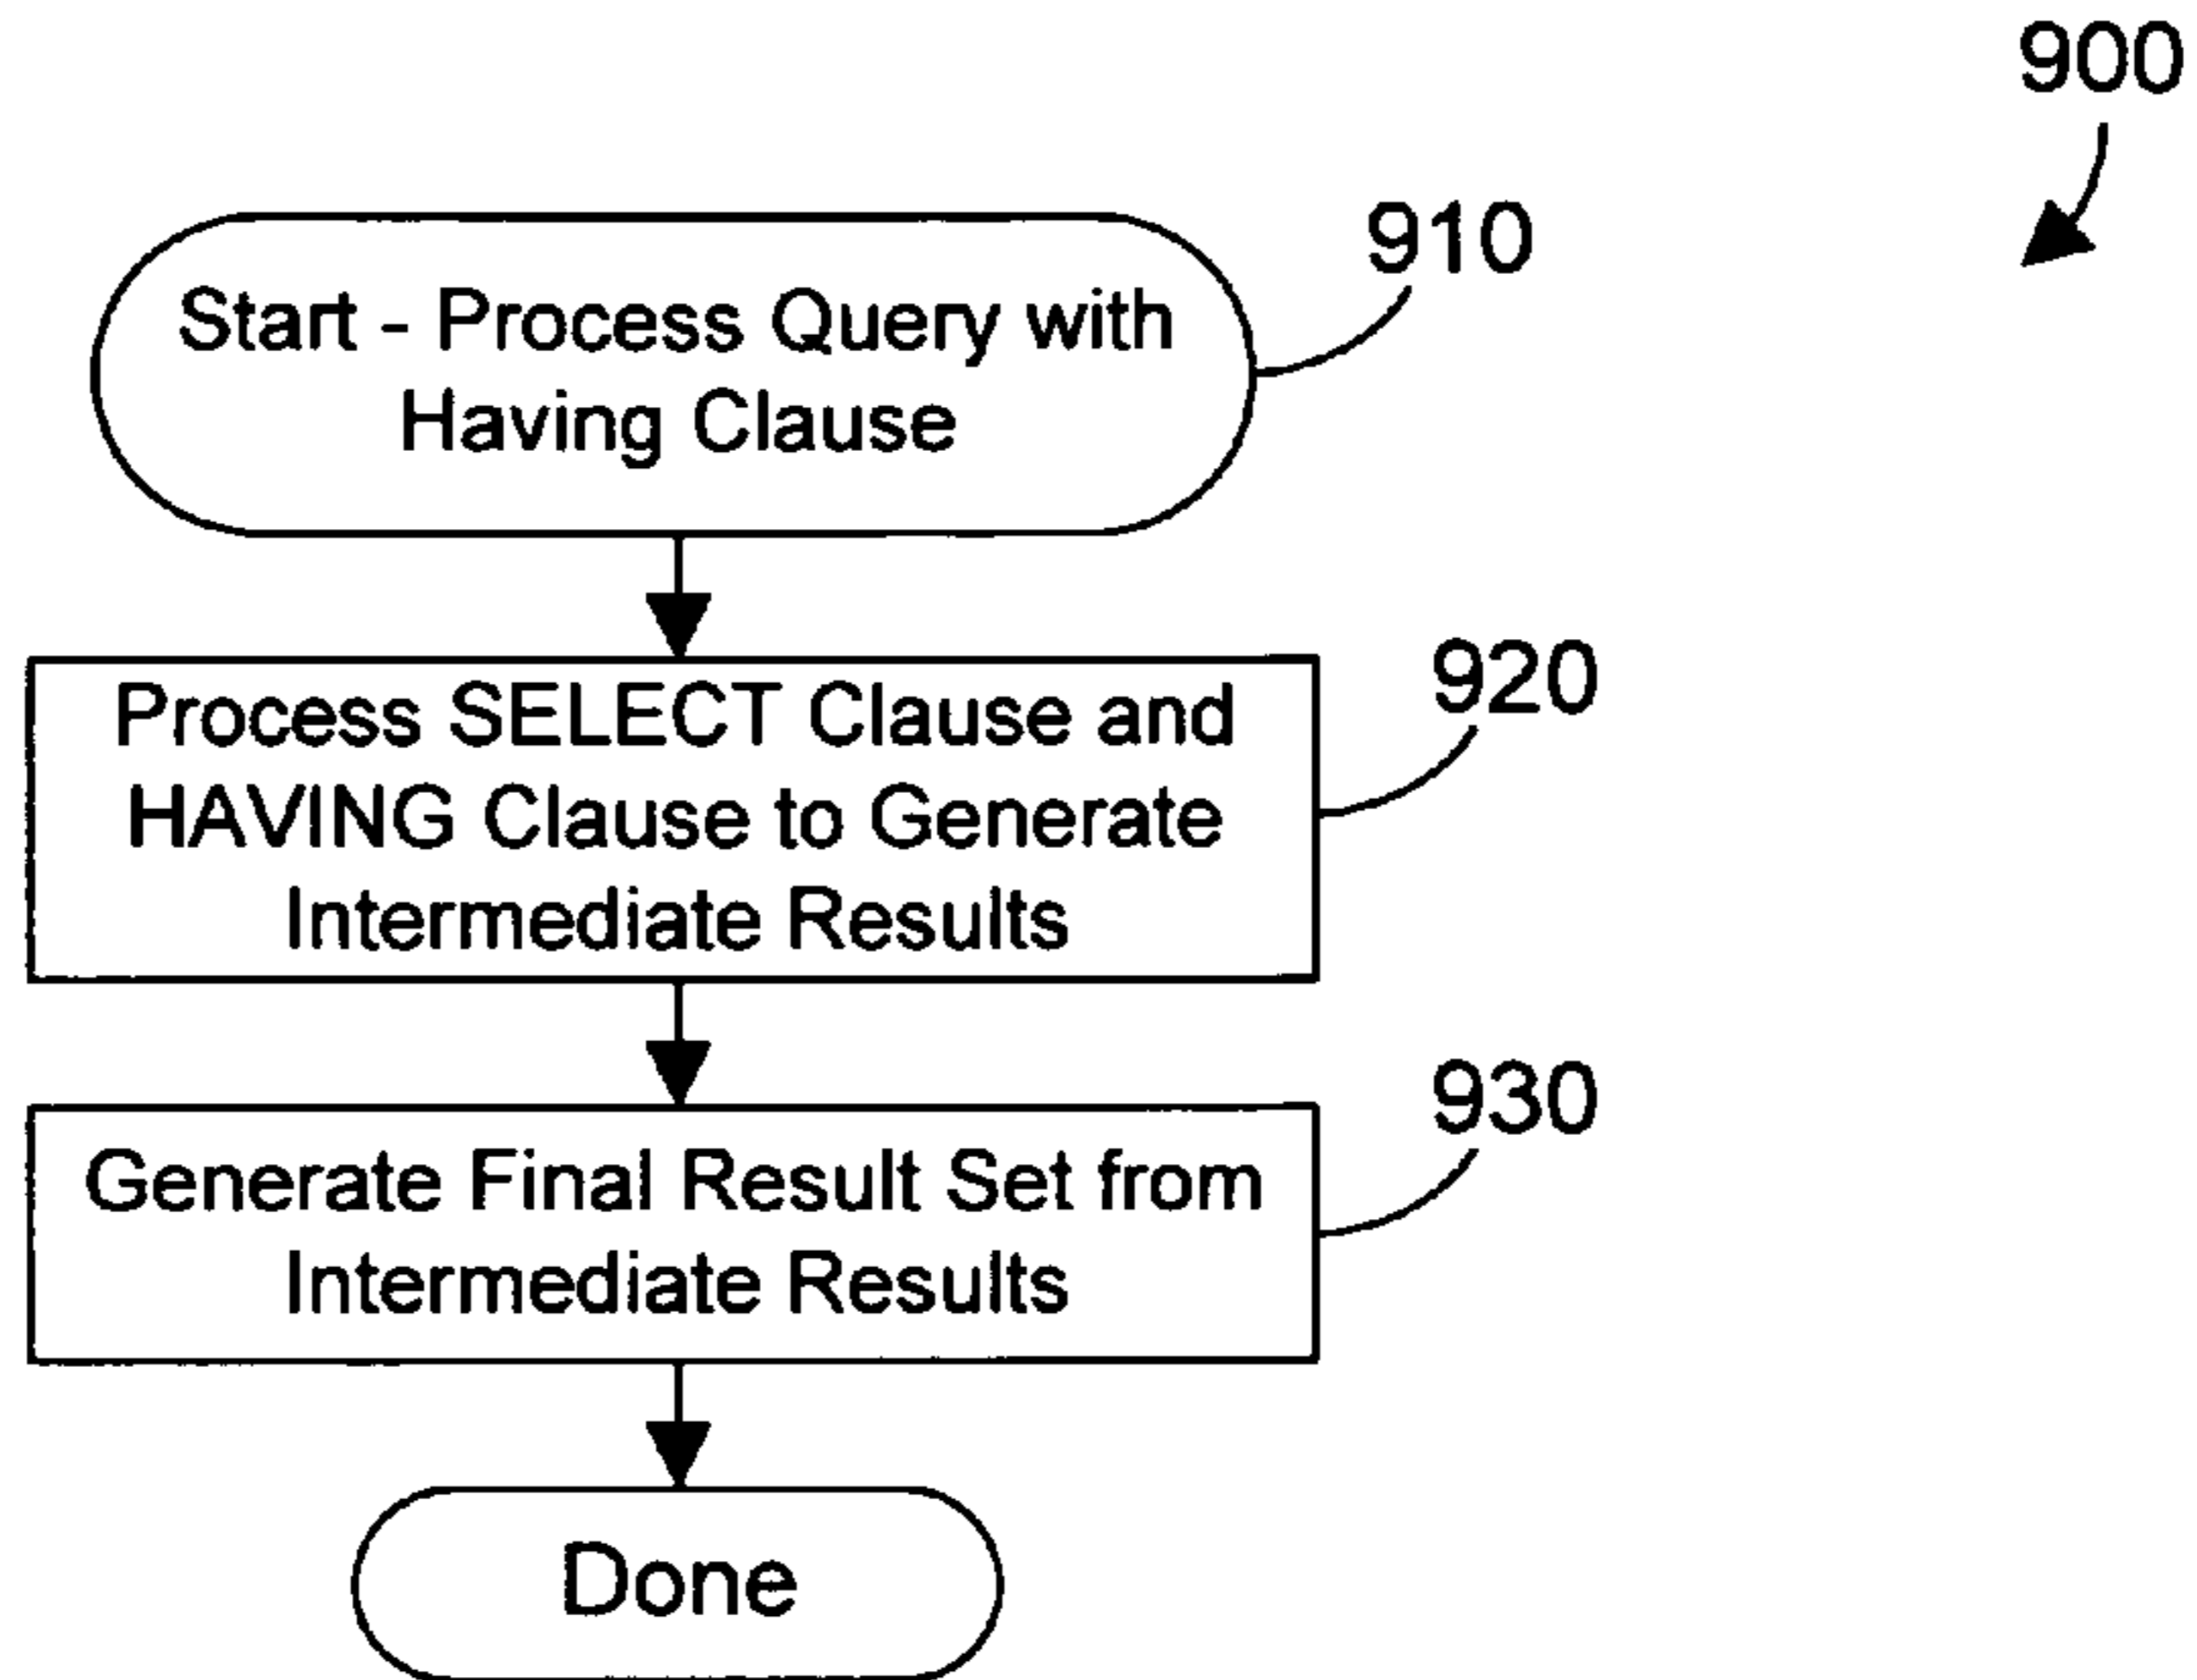 900
910
Start - Process Query with
Having Clause
920
Process SELECT Clause and
HAVING Clause to Generate
Intermediate Results
930
Generate Final Result Set from
Intermediate Results
Done